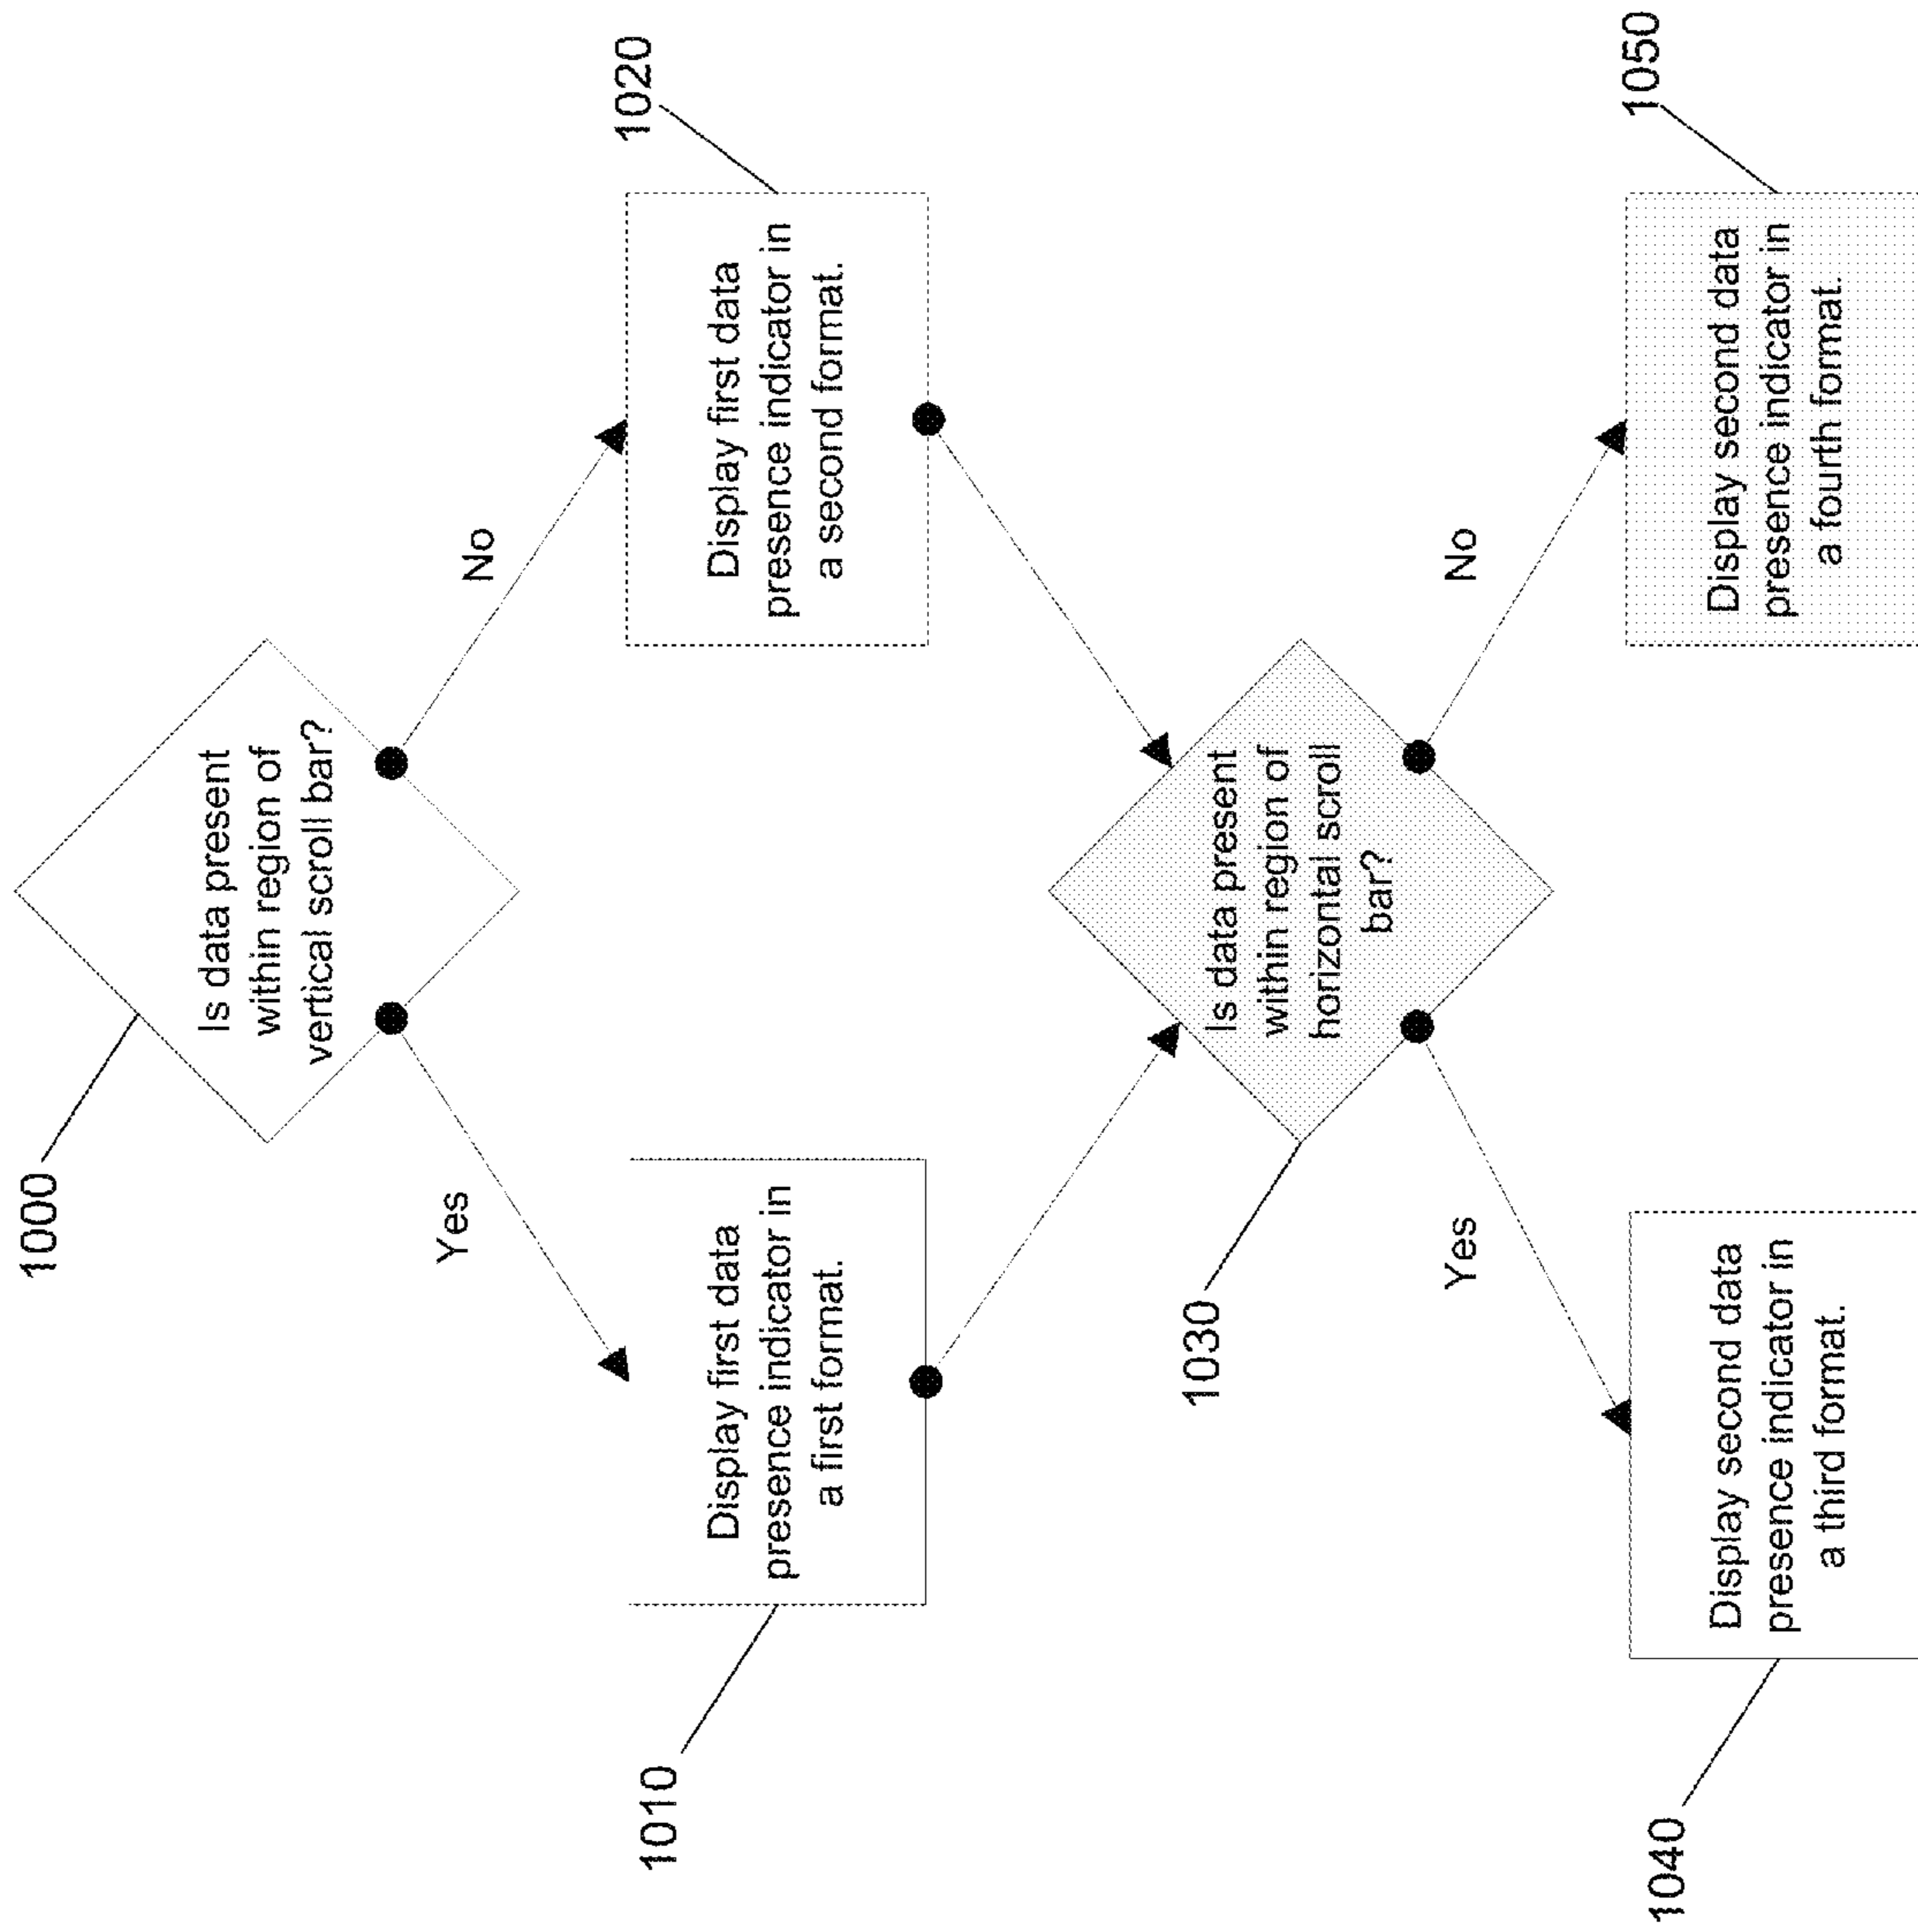 1000
Is data present
within region of
vertical scroll bar?
Yes
No
1010
Display first data
presence indicator in
a first format.
1020
Display first data
presence indicator in
a second format.
1030
Is data present
within region of
horizontal scroll
bar?
Yes
No
1040
Display second data
presence indicator in
a third format.
1050
Display second data
presence indicator in
a fourth format.